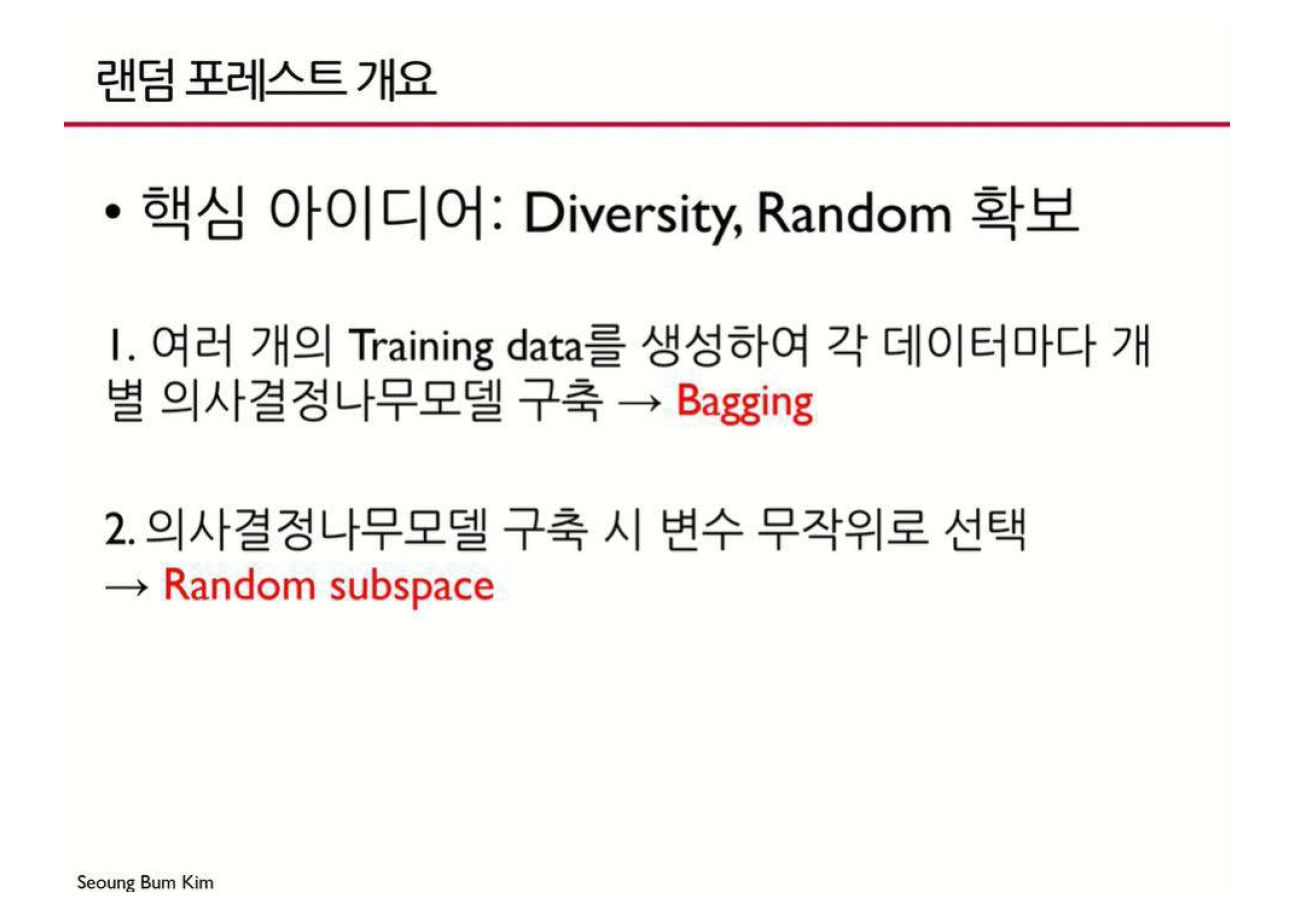 랜덤 포레스트 개요
• 핵심 아이디어: Diversity, Random 확보
1. 여러 개의 Training data를 생성하여 각 데이터마다 개
별 의사결정나무모델 구축 → Bagging
2. 의사결정나무모델 구축 시 변수 무작위로 선택
→ Random subspace
Seoung Bum Kim